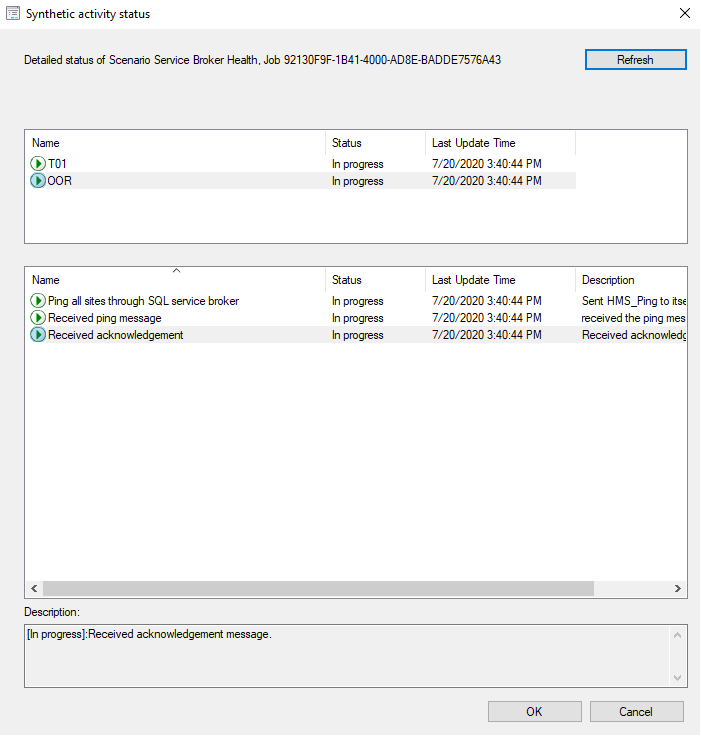 Synthetic activity status
Detailed status of Scenario Service Broker Health, Job 92130F9F-1B41-4000-AD8E-BADDE7576A43
Refresh
Name Status Last Update Time
T01 In progress 7/20/2020 3:40:44 PM
OOR In progress 7/20/2020 3:40:44 PM
Name Status Last Update Time Description
Ping all sites through SQL service broker In progress 7/20/2020 3:40:44 PM Sent HMS_Ping to itse
Received ping message In progress 7/20/2020 3:40:44 PM received the ping mes
Received acknowledgement In progress 7/20/2020 3:40:44 PM Received acknowledg
Description:
[In progress]:Received acknowledgement message.
OK Cancel